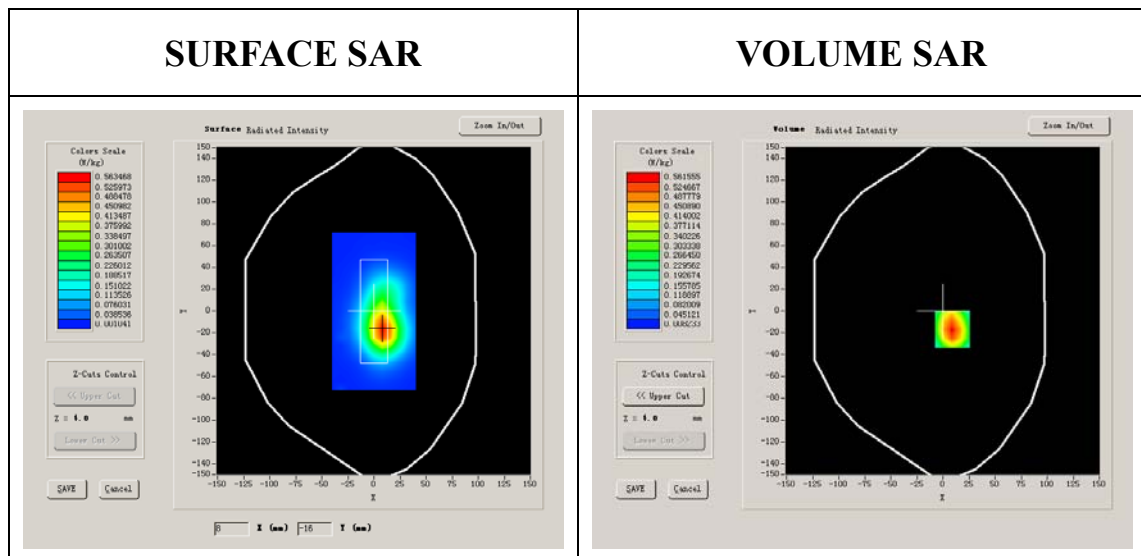 SURFACE SAR
VOLUME SAR
Surface Radiated Intensity
Zoom In/Out
Colors Scale
(W/kg)
0.563468
0.525973
0.488478
0.450982
0.413487
0.375992
0.338497
0.301002
0.263507
0.226012
0.188517
0.151022
0.113526
0.076031
0.038536
0.001041
150
140
120
100
80
60
40
20
0
-20
-40
-60
-80
-100
-120
-140
-150
Y
-150 -125 -100 -75 -50 -25 0 25 50 75 100 125 150
X
Z-Cuts Control
<< Upper Cut
Z = 4.0 mm
Lower Cut >>
SAVE
Cancel
8 X (mm) -16 Y (mm)
Volume Radiated Intensity
Zoom In/Out
Colors Scale
(W/kg)
0.561555
0.524667
0.487779
0.450890
0.414002
0.377114
0.340226
0.303338
0.266450
0.229562
0.192674
0.155785
0.118897
0.082009
0.045121
0.008233
150
140
120
100
80
60
40
20
0
-20
-40
-60
-80
-100
-120
-140
-150
Y
-150 -125 -100 -75 -50 -25 0 25 50 75 100 125 150
X
Z-Cuts Control
<< Upper Cut
Z = 4.0 mm
Lower Cut >>
SAVE
Cancel